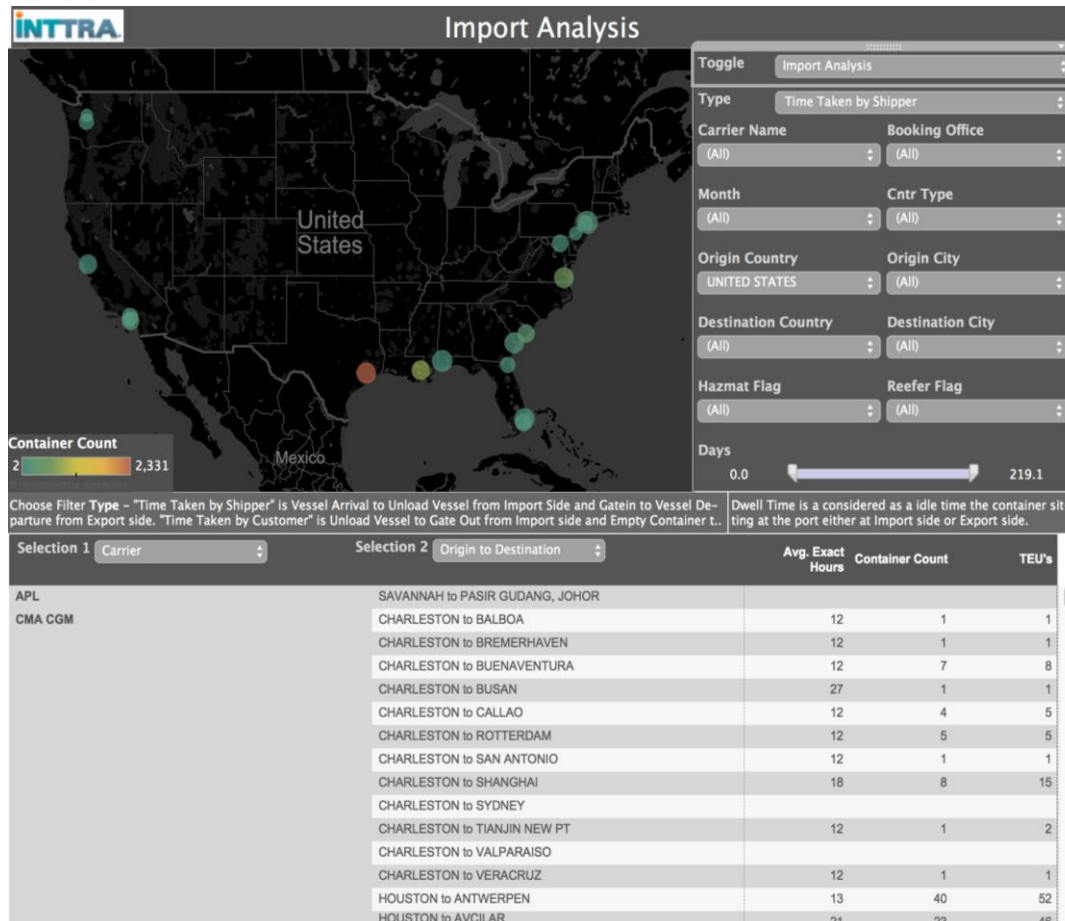 INTTRA
Import Analysis
Toggle Import Analysis
Type Time Taken by Shipper
Carrier Name Booking Office
(All) (All)
Month Cntr Type
(All) (All)
Origin Country Origin City
UNITED STATES (All)
Destination Country Destination City
(All) (All)
Hazmat Flag Reefer Flag
(All) (All)
Days
0.0 219.1
United
States
Mexico
Container Count
2 2,331
Choose Filter Type – "Time Taken by Shipper" is Vessel Arrival to Unload Vessel from Import Side and Gatein to Vessel De-
parture from Export side. "Time Taken by Customer" is Unload Vessel to Gate Out from Import side and Empty Container t..
Dwell Time is a considered as a idle time the container sit
ting at the port either at Import side or Export side.
Selection 1 Carrier Selection 2 Origin to Destination Avg. Exact Hours Container Count TEU's
APL SAVANNAH to PASIR GUDANG, JOHOR
CMA CGM CHARLESTON to BALBOA 12 1 1
CHARLESTON to BREMERHAVEN 12 1 1
CHARLESTON to BUENAVENTURA 12 7 8
CHARLESTON to BUSAN 27 1 1
CHARLESTON to CALLAO 12 4 5
CHARLESTON to ROTTERDAM 12 5 5
CHARLESTON to SAN ANTONIO 12 1 1
CHARLESTON to SHANGHAI 18 8 15
CHARLESTON to SYDNEY
CHARLESTON to TIANJIN NEW PT 12 1 2
CHARLESTON to VALPARAISO
CHARLESTON to VERACRUZ 12 1 1
HOUSTON to ANTWERPEN 13 40 52
HOUSTON to AVCILAR 21 23 46